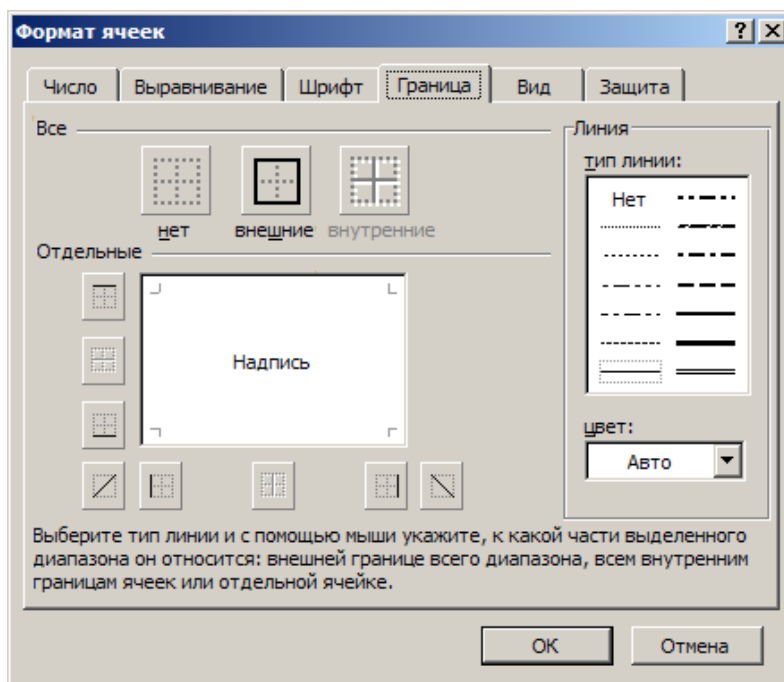 Формат ячеек
Число Выравнивание Шрифт Граница Вид Защита
Все
нет внешние внутренние
Отдельные
Надпись
Линия
тип линии:
Нет
цвет:
Авто
Выберите тип линии и с помощью мыши укажите, к какой части выделенного
диапазона он относится: внешней границе всего диапазона, всем внутренним
границам ячеек или отдельной ячейке.
ОК Отмена